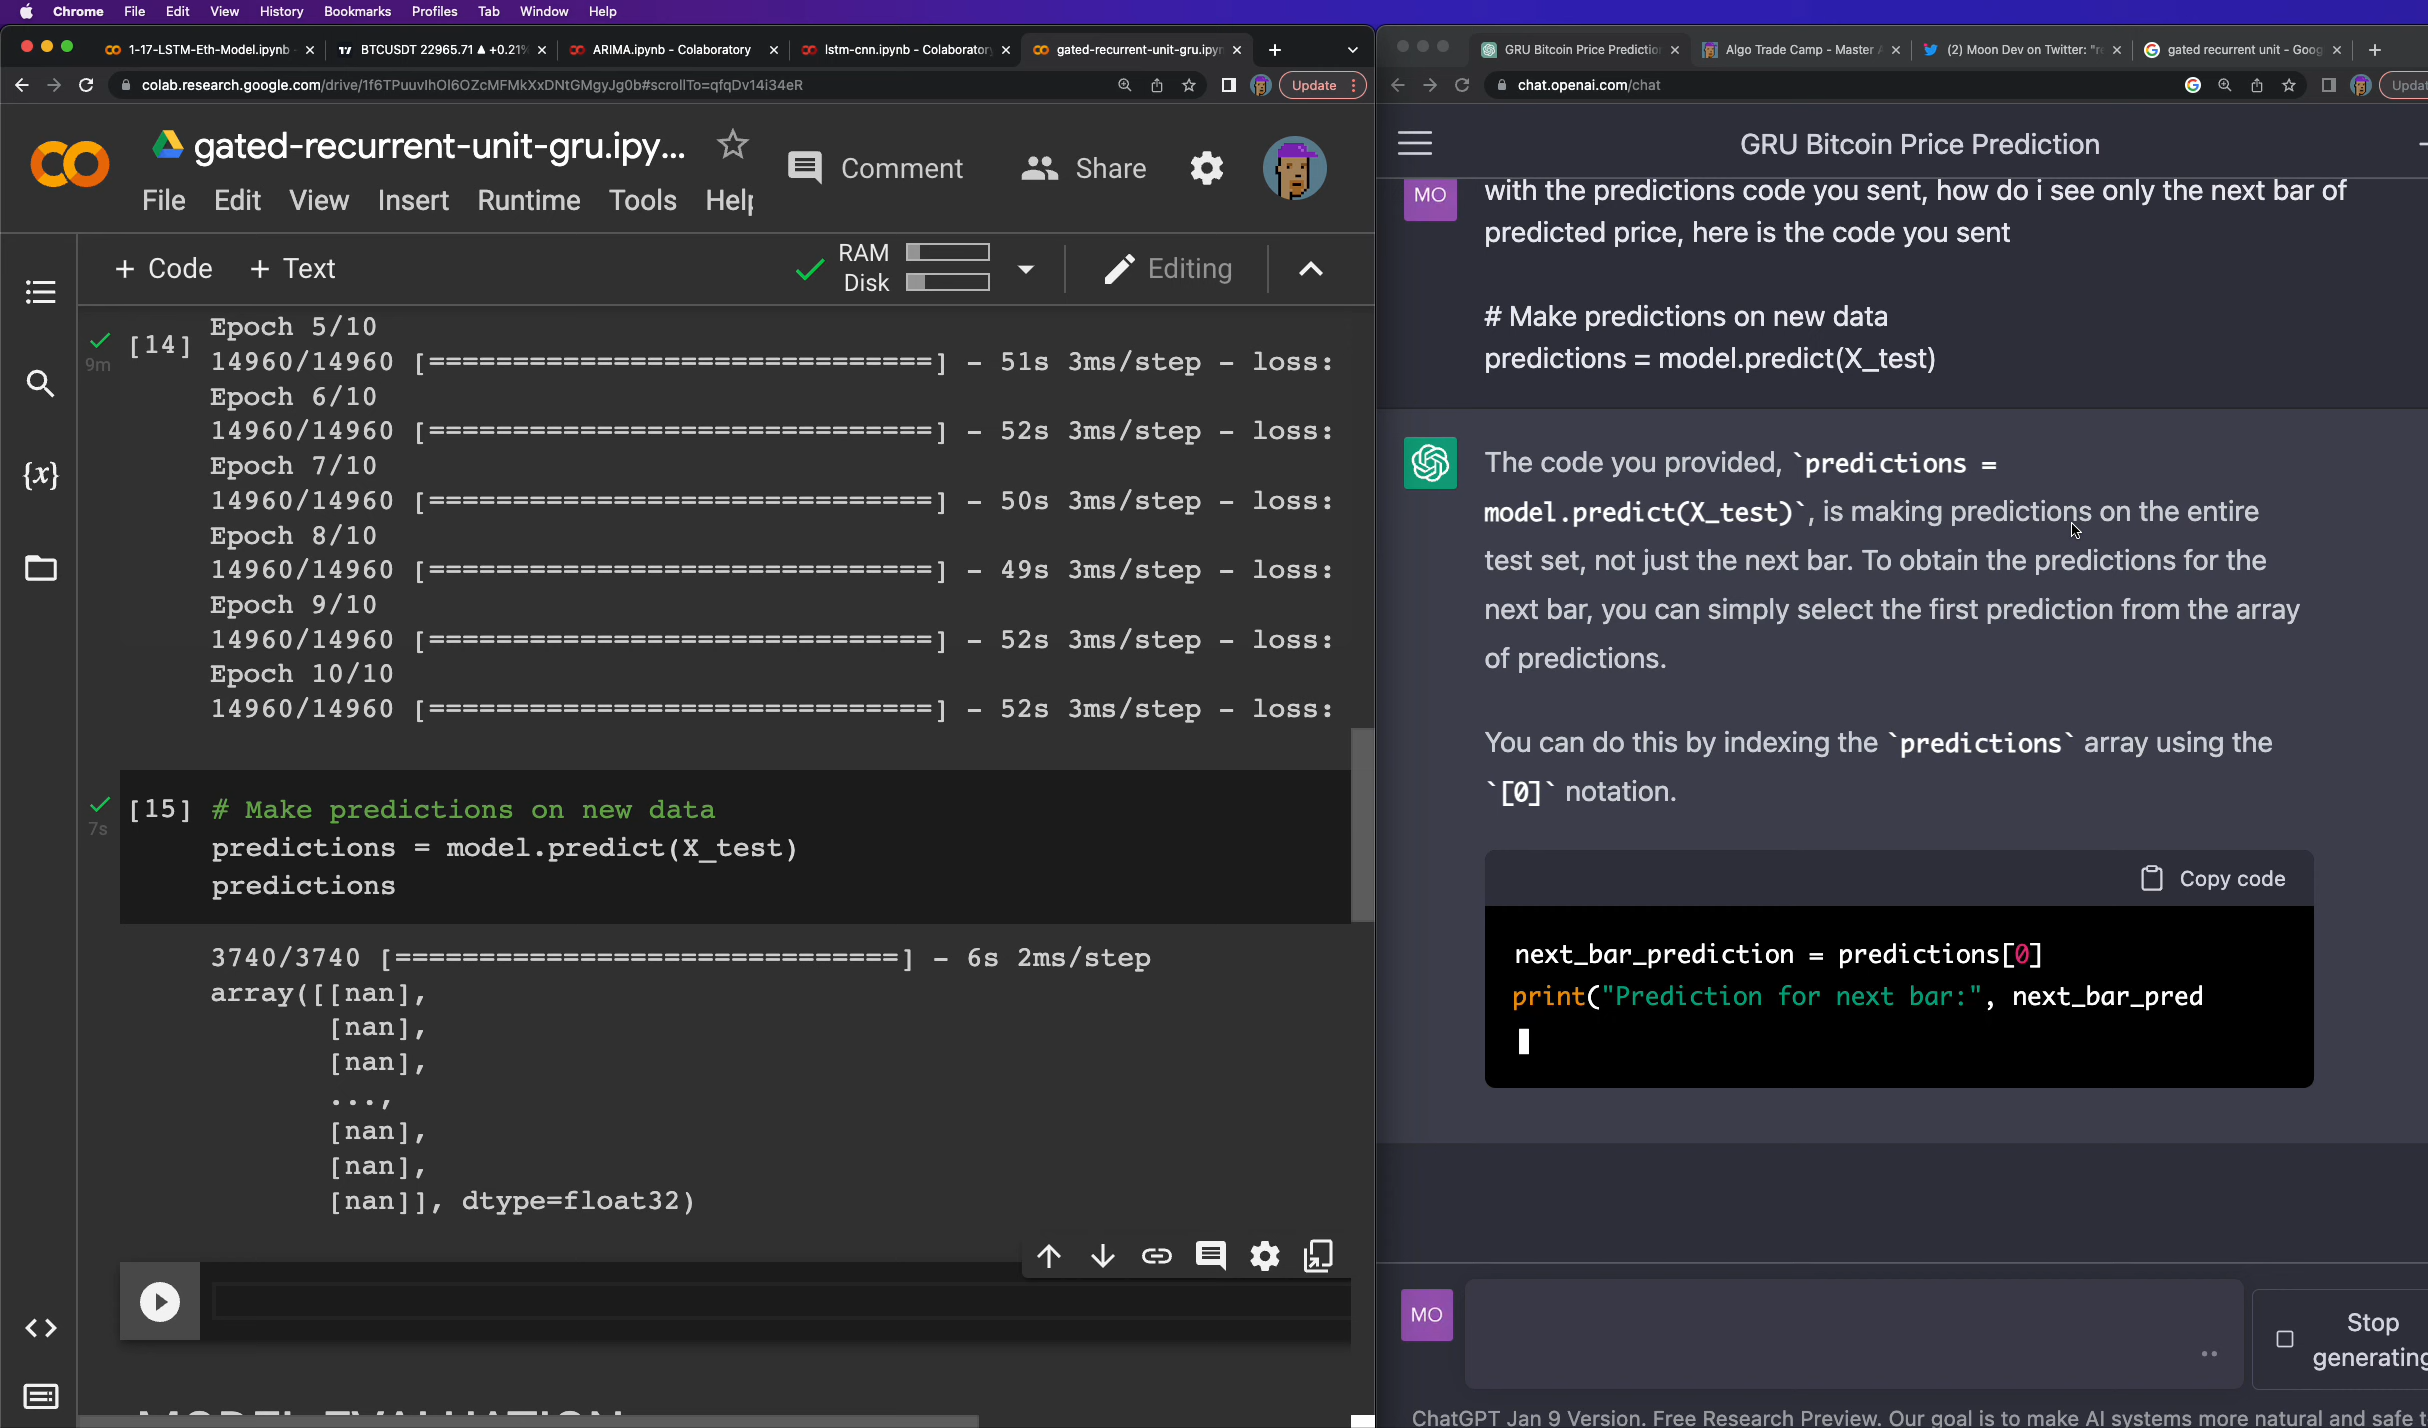 Chrome File Edit View History Bookmarks Profiles Tab Window Help
1-17-LSTM-Eth-Model.ipynb
BTCUSDT 22965.71 ▲ +0.21%
ARIMA.ipynb - Colaboratory
lstm-cnn.ipynb - Colaborator
gated-recurrent-unit-gru.ipyn
colab.research.google.com/drive/1f6TPuuvIhOl6OZcMFMkXxDNtGMgyJg0b#scrollTo=qfqDv14i34eR
Update
gated-recurrent-unit-gru.ipy...
Comment
Share
File Edit View Insert Runtime Tools Help
+ Code + Text
RAM
Disk
Editing
[14]
9m
Epoch 5/10
14960/14960 [==============================] - 51s 3ms/step - loss:
Epoch 6/10
14960/14960 [==============================] - 52s 3ms/step - loss:
Epoch 7/10
14960/14960 [==============================] - 50s 3ms/step - loss:
Epoch 8/10
14960/14960 [==============================] - 49s 3ms/step - loss:
Epoch 9/10
14960/14960 [==============================] - 52s 3ms/step - loss:
Epoch 10/10
14960/14960 [==============================] - 52s 3ms/step - loss:
[15] # Make predictions on new data
7s
predictions = model.predict(X_test)
predictions
3740/3740 [==============================] - 6s 2ms/step
array([[nan],
[nan],
[nan],
...,
[nan],
[nan],
[nan]], dtype=float32)
MODEL EVALUATION
GRU Bitcoin Price Prediction
Algo Trade Camp - Master
(2) Moon Dev on Twitter: "r
gated recurrent unit - Goog
chat.openai.com/chat
Updat
GRU Bitcoin Price Prediction
MO
with the predictions code you sent, how do i see only the next bar of
predicted price, here is the code you sent
# Make predictions on new data
predictions = model.predict(X_test)
The code you provided, `predictions =
model.predict(X_test)`, is making predictions on the entire
test set, not just the next bar. To obtain the predictions for the
next bar, you can simply select the first prediction from the array
of predictions.
You can do this by indexing the `predictions` array using the
`[0]` notation.
Copy code
next_bar_prediction = predictions[0]
print("Prediction for next bar:", next_bar_pred
MO
Stop
generating
ChatGPT Jan 9 Version. Free Research Preview. Our goal is to make AI systems more natural and safe t